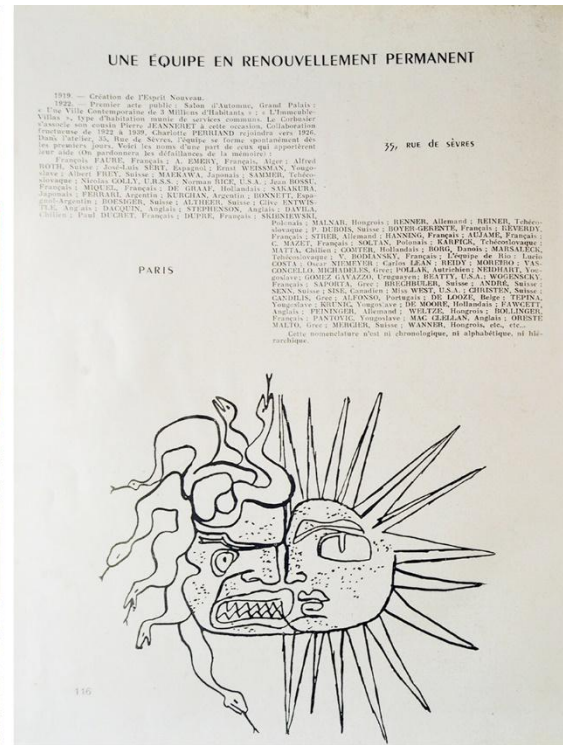 UNE ÉQUIPE EN RENOUVELLEMENT PERMANENT
1919. — Création de l'Esprit Nouveau.
1922. — Premier acte public : Salon d'Automne, Grand Palais :
« Une Ville Contemporaine de 3 Millions d'Habitants » ; « L'Immeuble-
Villas », type d'habitation munie de services communs. Le Corbusier
s'associe son cousin Pierre JEANNERET à cette occasion. Collaboration
fructueuse de 1922 à 1939. Charlotte PERRIAND rejoindra vers 1926.
Dans l'atelier, 35, Rue de Sèvres, l'équipe se forme spontanément dès
les premiers jours. Voici les noms d'une part de ceux qui apportèrent
leur aide (On pardonnera les défaillances de la mémoire) :
François FAURE, Français ; A. EMERY, Français, Alger ; Alfred
ROTH, Suisse ; José-Luis SERT, Espagnol ; Ernst WEISSMAN, Yougo-
slave ; Albert FREY, Suisse ; MAEKAWA, Japonais ; SAMMER, Tchéco-
slovaque ; Nicolas COLLY, U.R.S.S. ; Norman RICE, U.S.A. ; Jean BOSSU,
Français ; MIQUEL, Français ; DE GRAAF, Hollandais ; SAKAKURA,
Japonais ; FERRARI, Argentin ; KURCHAN, Argentin ; BONNETT, Espa-
gnol-Argentin ; BOESIGER, Suisse ; ALTHEER, Suisse ; Clive ENTWIS-
TLE, Anglais ; DACQUIN, Anglais ; STEPHENSON, Anglais ; DAVILA,
Chilien ; Paul DUCRET, Français ; DUPRE, Français ; SKIENIEWSKI,
35, RUE DE SÈVRES
PARIS
Polonais ; MALNAR, Hongrois ; RENNER, Allemand ; REINER, Tchéco-
slovaque ; P. DUBOIS, Suisse ; BOYER-GERENTE, Français ; REVERDY,
Français ; STREB, Allemand ; HANNING, Français ; AUJAME, Français ;
C. MAZET, Français ; SOLTAN, Polonais ; KARPICK, Tchécoslovaque ;
MATTA, Chilien ; COMTER, Hollandais ; BORG, Danois ; MARSALECK,
Tchécoslovaque ; V. BODIANSKY, Français ; L'équipe de Rio : Lucio
COSTA ; Oscar NIEMEYER ; Carlos LEAN ; REIDY ; MOREIRO ; VAS-
CONCELLO, MICHADELES, Grec ; POLLAK, Autrichien ; NEIDHART, You-
goslave ; GOMEZ GAVAZZO, Uruguayen ; BEATTY, U.S.A. ; WOGENSCKY,
Français ; SAPORTA, Grec ; BRECHBULER, Suisse ; ANDRÉ, Suisse ;
SENN, Suisse ; SISE, Canadien ; Miss WEST, U.S.A. ; CHRISTEN, Suisse ;
CANDILIS, Grec ; ALFONSO, Portugais ; DE LOOZE, Belge ; TEPINA,
Yougoslave ; KRUNIC, Yougoslave ; DE MOORE, Hollandais ; FAWCETT,
Anglais ; FEININGER, Allemand ; WELTZE, Hongrois ; BOLLINGER,
Français ; PANTOVIC, Yougoslave ; MAC CLELLAN, Anglais ; ORESTE
MALTO, Grec ; MERCIER, Suisse ; WANNER, Hongrois, etc., etc...
Cette nomenclature n'est ni chronologique, ni alphabétique, ni hié-
rarchique.
116